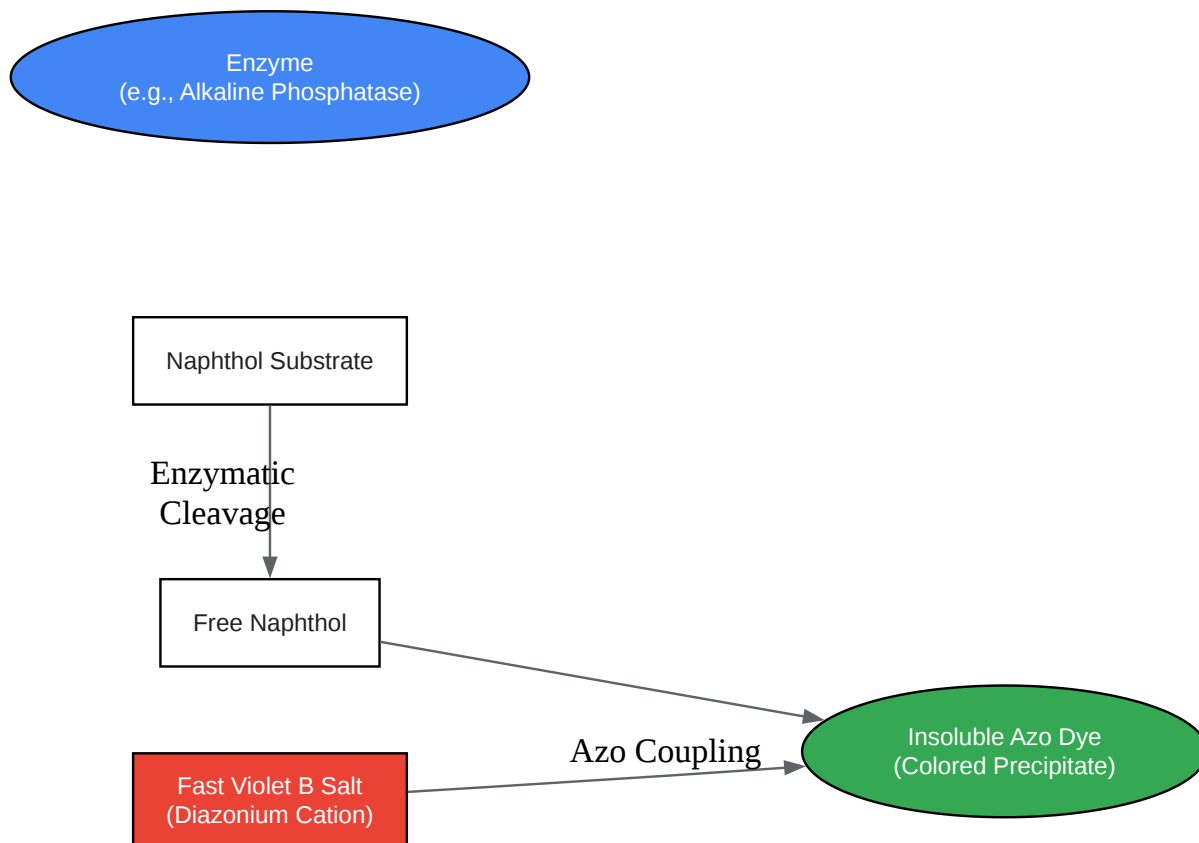 Enzyme
(e.g., Alkaline Phosphatase)
Naphthol Substrate
Enzymatic
Cleavage
Free Naphthol
Azo Coupling
Insoluble Azo Dye
(Colored Precipitate)
Fast Violet B Salt
(Diazonium Cation)